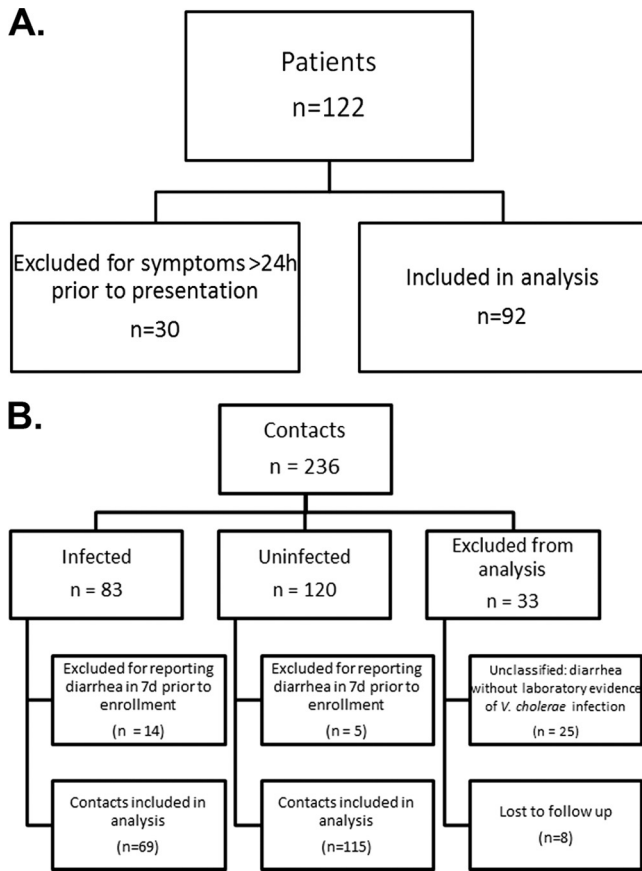 A.
Patients
n=122
Excluded for symptoms >24h
prior to presentation
n=30
Included in analysis
n=92
B.
Contacts
n = 236
Infected
n = 83
Uninfected
n = 120
Excluded from
analysis
n = 33
Excluded for reporting
diarrhea in 7d prior to
enrollment
(n = 14)
Excluded for reporting
diarrhea in 7d prior to
enrollment
(n = 5)
Unclassified: diarrhea
without laboratory evidence
of V. cholerae infection
(n = 25)
Contacts included in
analysis
(n=69)
Contacts included in
analysis
(n=115)
Lost to follow up
(n=8)